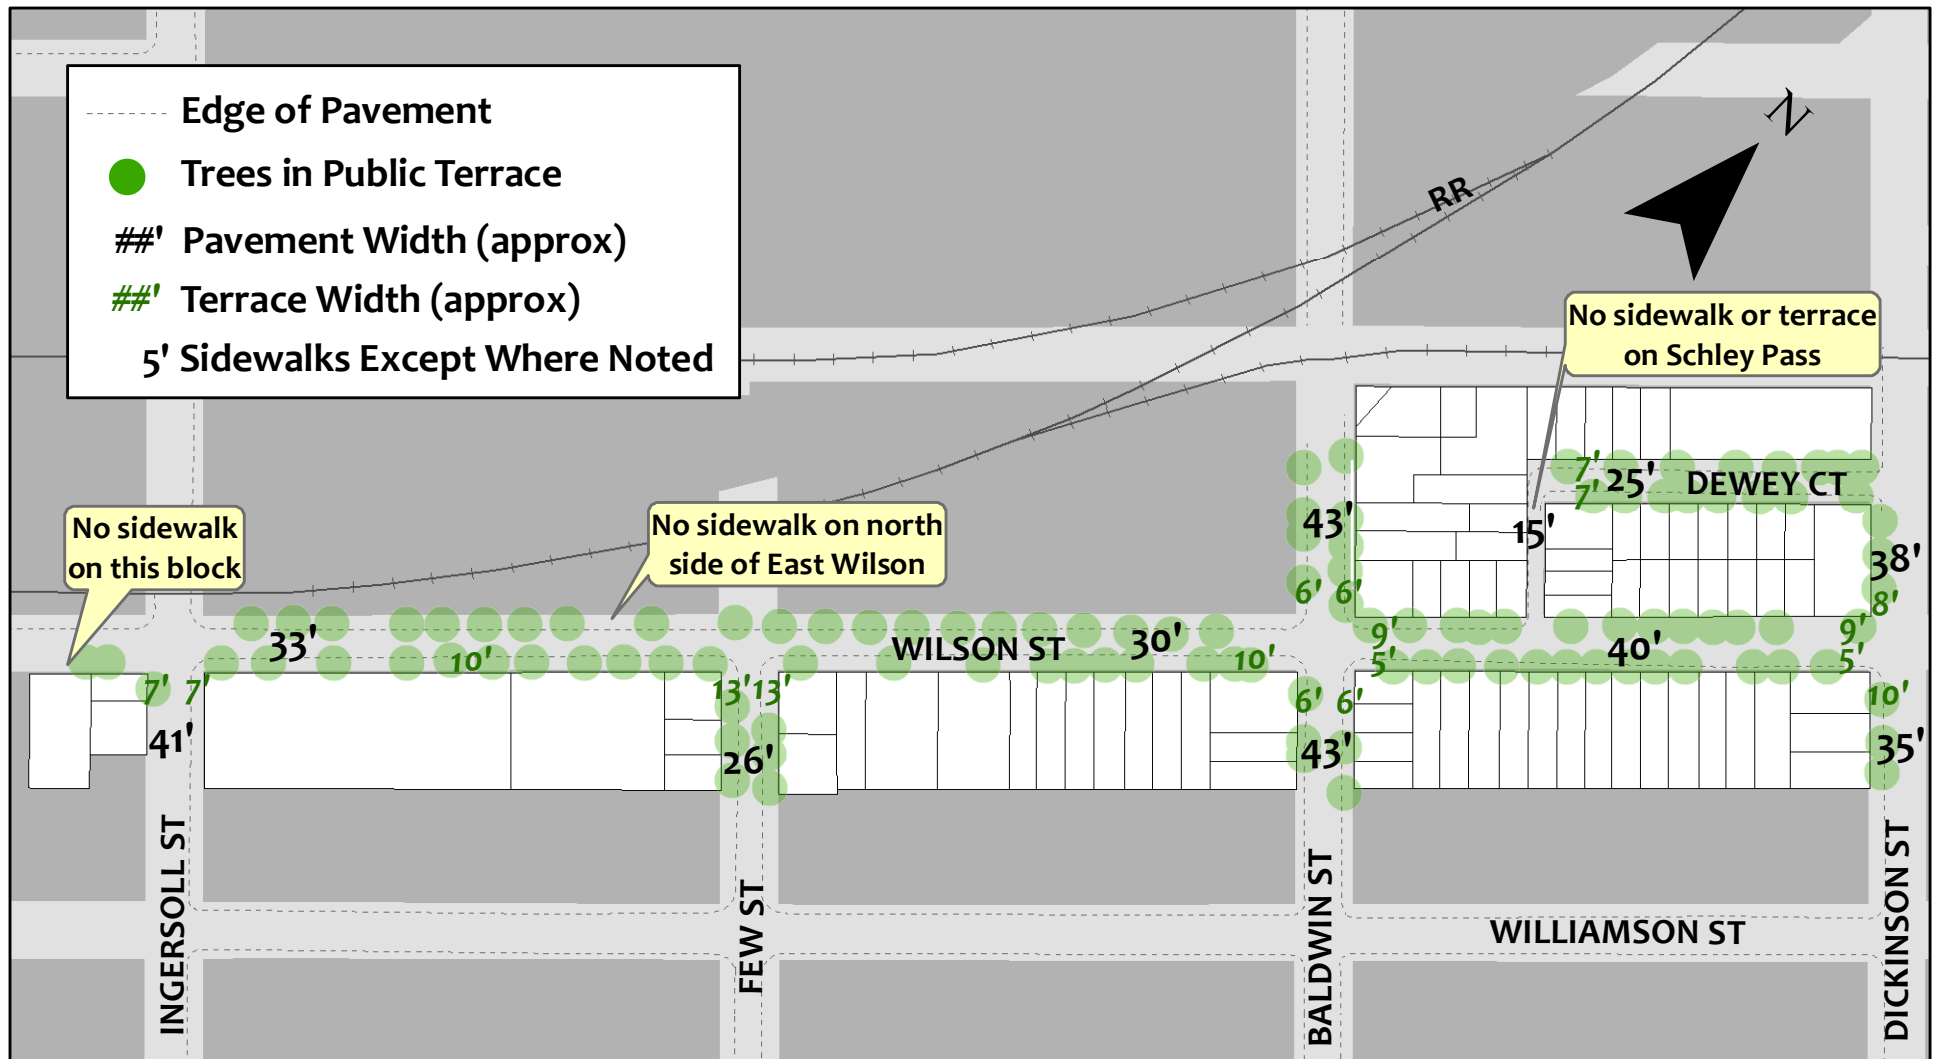 Edge of Pavement
Trees in Public Terrace
##' Pavement Width (approx)
##' Terrace Width (approx)
5' Sidewalks Except Where Noted
N
RR
No sidewalk or terrace
on Schley Pass
7'
25'
DEWEY CT
7'
43'
15'
38'
6' 6'
8'
No sidewalk
on this block
No sidewalk on north
side of East Wilson
33'
10'
WILSON ST
30'
10'
9'
5'
40'
9'
5'
7' 7'
13' 13'
6' 6'
10'
41'
26'
43'
35'
INGERSOLL ST
FEW ST
BALDWIN ST
WILLIAMSON ST
DICKINSON ST